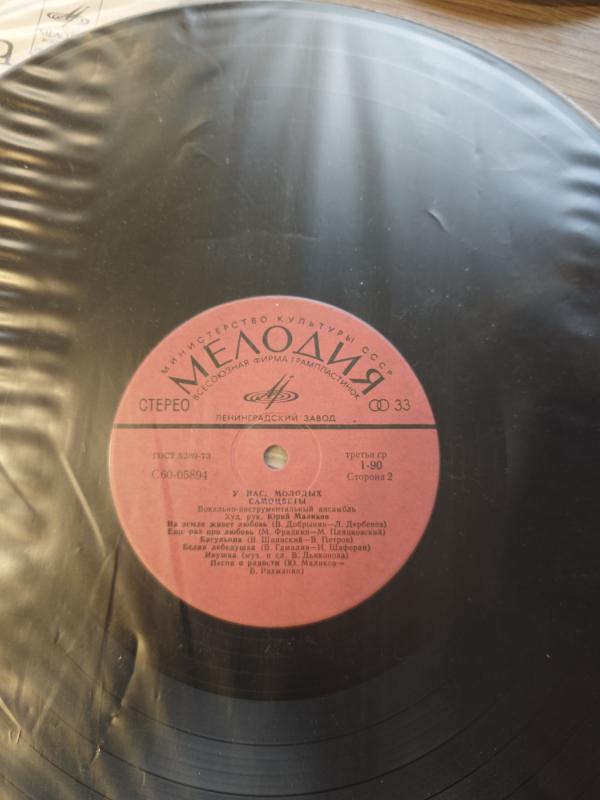 МИНИСТЕРСТВО КУЛЬТУРЫ СССР
МЕЛОДИЯ
ВСЕСОЮЗНАЯ ФИРМА ГРАМПЛАСТИНОК
СТЕРЕО
33
ЛЕНИНГРАДСКИЙ ЗАВОД
ГОСТ 5289-73
третья гр
С60-05894
1-90
Сторона 2
У НАС, МОЛОДЫХ
САМОЦВЕТЫ
Вокально-инструментальный ансамбль
Худ. рук. Юрий Маликов
На земле живет любовь (В. Добрынин—Л. Дербенев)
Еще раз про любовь (М. Фрадкин—М. Пляцковский)
Багульник (В. Шаинский—В. Петров)
Белая лебедушка (В. Гамалия—И. Шаферан)
Ивушка (муз. и сл. В. Дьяконова)
Песня о радости (Ю. Маликов—